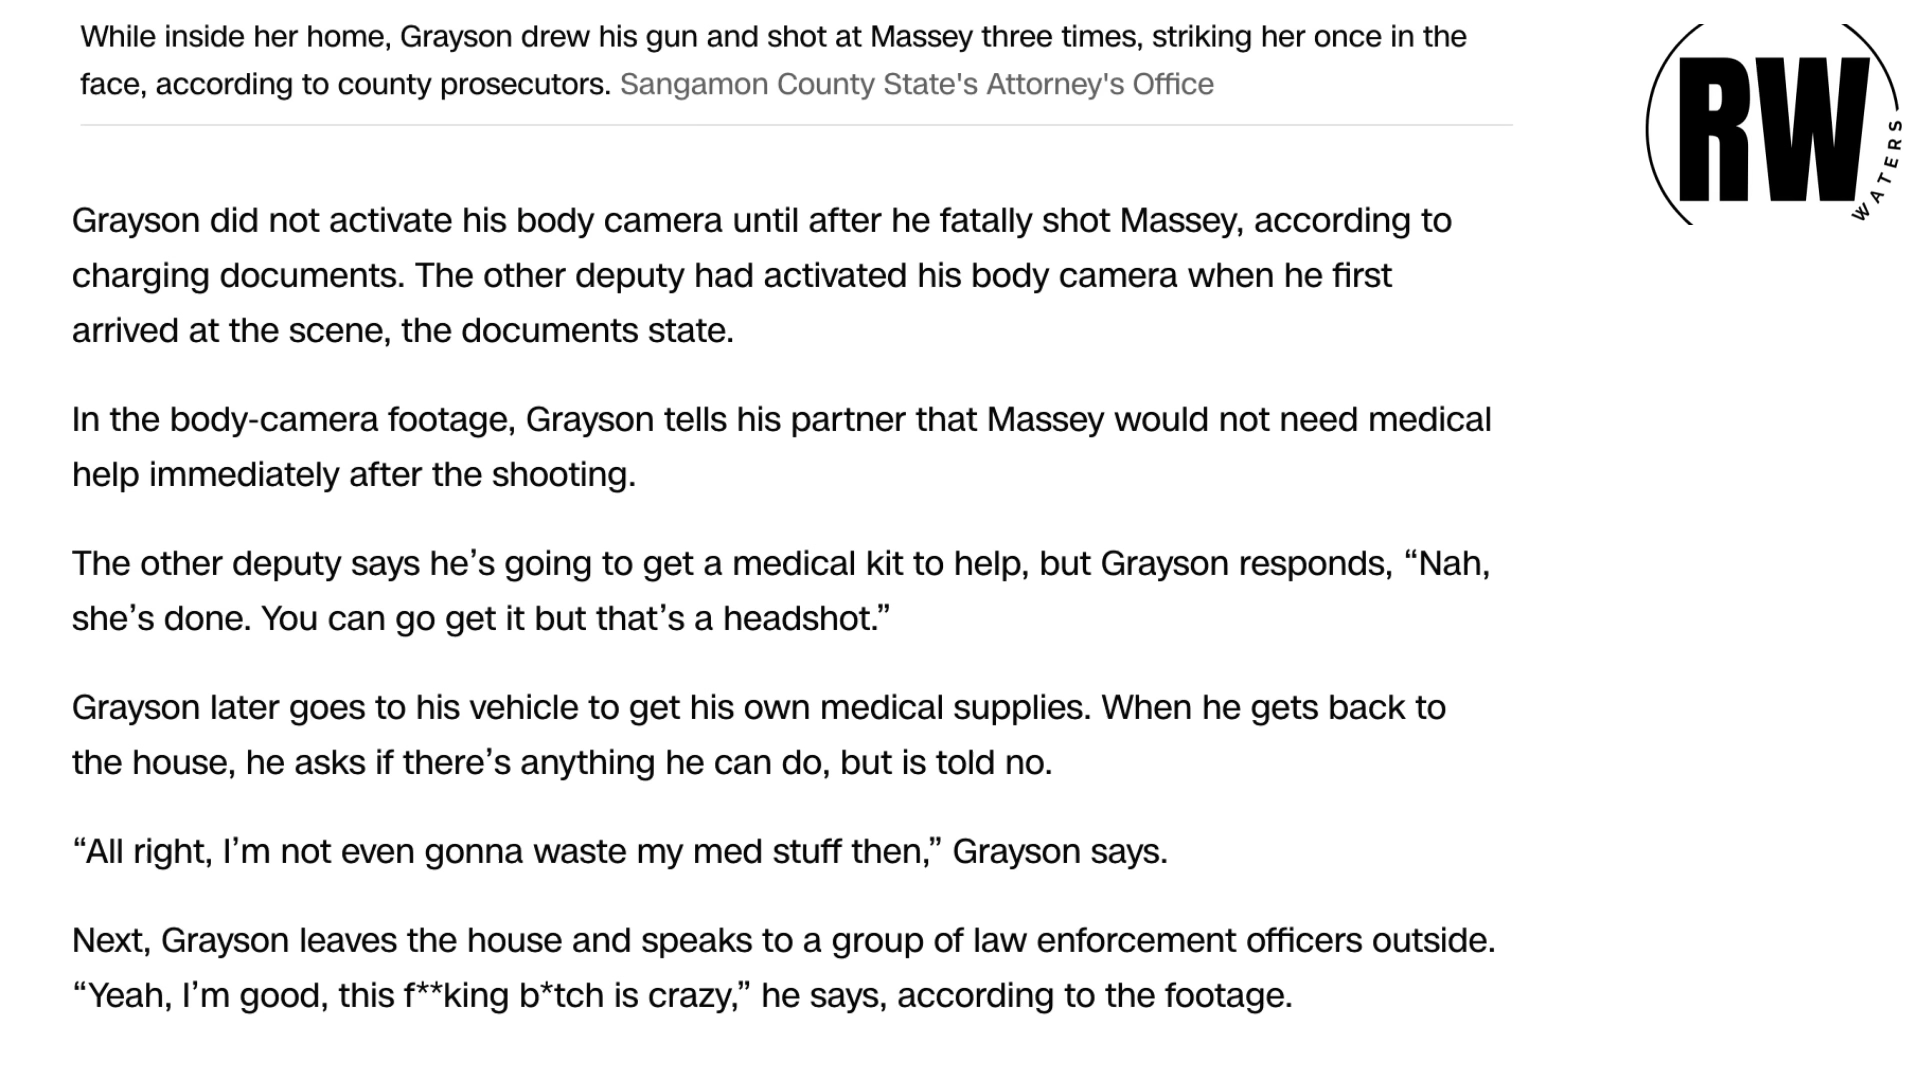 While inside her home, Grayson drew his gun and shot at Massey three times, striking her once in the
face, according to county prosecutors. Sangamon County State's Attorney's Office
RW
WATERS
Grayson did not activate his body camera until after he fatally shot Massey, according to
charging documents. The other deputy had activated his body camera when he first
arrived at the scene, the documents state.
In the body-camera footage, Grayson tells his partner that Massey would not need medical
help immediately after the shooting.
The other deputy says he’s going to get a medical kit to help, but Grayson responds, “Nah,
she’s done. You can go get it but that’s a headshot.”
Grayson later goes to his vehicle to get his own medical supplies. When he gets back to
the house, he asks if there’s anything he can do, but is told no.
“All right, I’m not even gonna waste my med stuff then,” Grayson says.
Next, Grayson leaves the house and speaks to a group of law enforcement officers outside.
“Yeah, I’m good, this f**king b*tch is crazy,” he says, according to the footage.